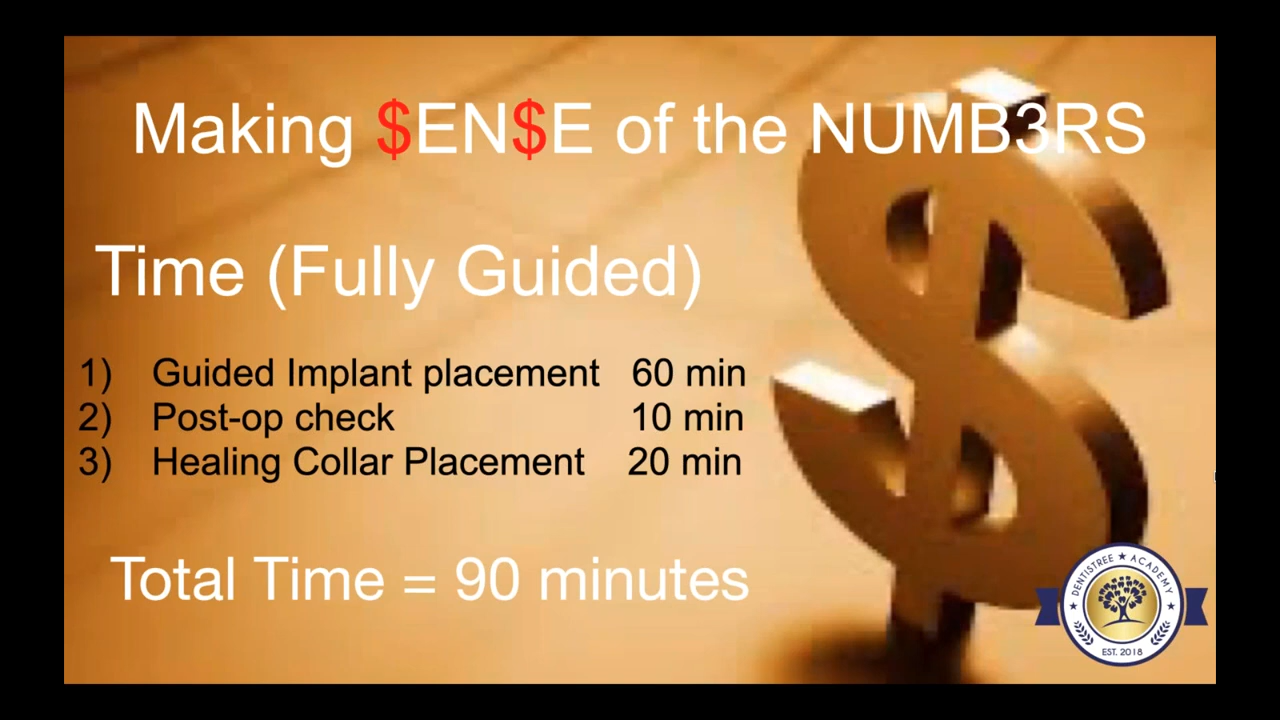 Making $EN$E of the NUMB3RS
Time (Fully Guided)
1) Guided Implant placement 60 min
2) Post-op check 10 min
3) Healing Collar Placement 20 min
Total Time = 90 minutes
DENTISTREE ★ ACADEMY
EST. 2018